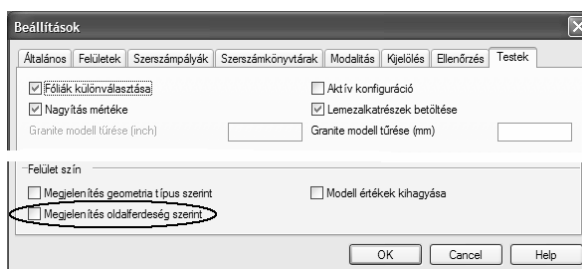 Beállítások
Általános Felületek Szerszámpályák Szerszámkönyvtárak Modalitás Kijelölés Ellenőrzés Testek
Fóliák különválasztása Aktív konfiguráció
Nagyítás mértéke Lemezalkatrészek betöltése
Granite modell tűrése (inch) Granite modell tűrése (mm)
Felület szín
Megjelenítés geometria típus szerint Modell értékek kihagyása
Megjelenítés oldalferdeség szerint
OK Cancel Help